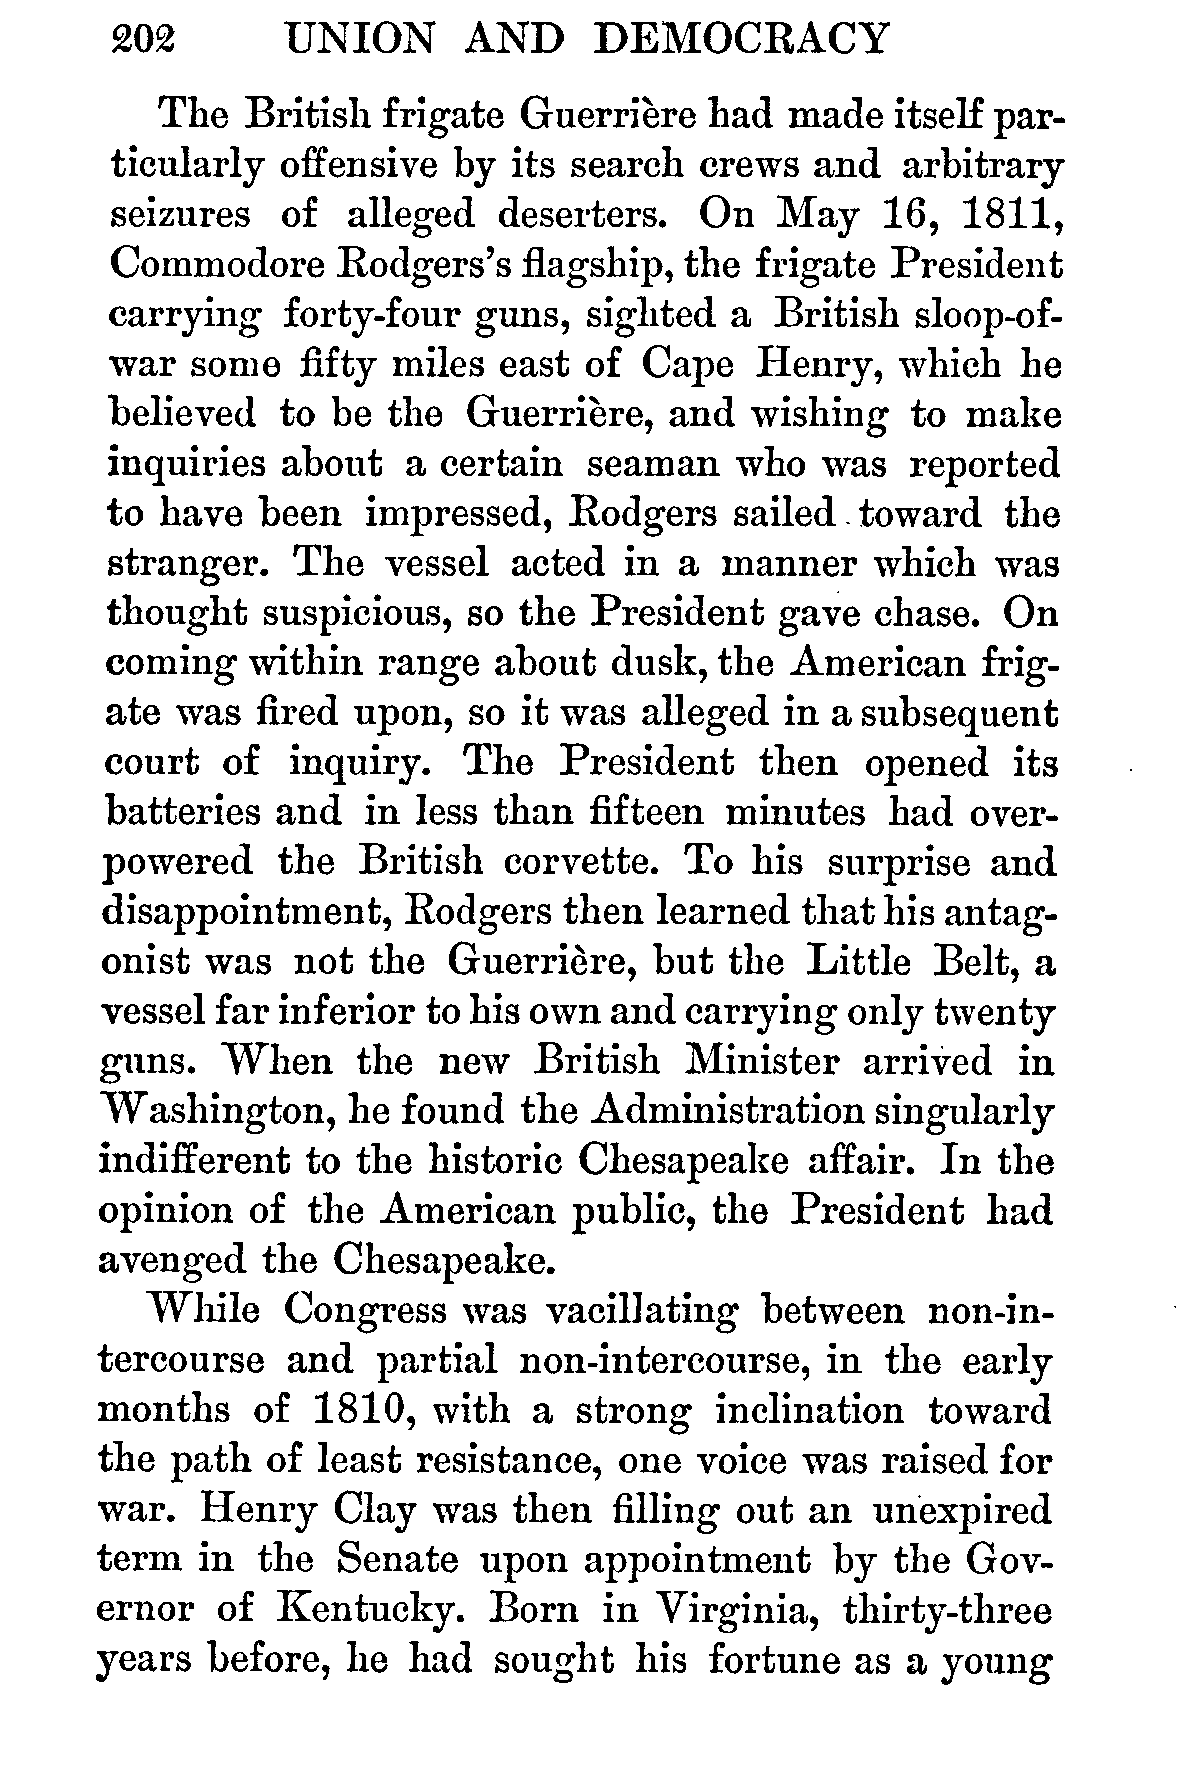 202 UNION AND DEMOCRACY
The British frigate Guerrière had made itself par-
ticularly offensive by its search crews and arbitrary
seizures of alleged deserters. On May 16, 1811,
Commodore Rodgers's flagship, the frigate President
carrying forty-four guns, sighted a British sloop-of-
war some fifty miles east of Cape Henry, which he
believed to be the Guerrière, and wishing to make
inquiries about a certain seaman who was reported
to have been impressed, Rodgers sailed toward the
stranger. The vessel acted in a manner which was
thought suspicious, so the President gave chase. On
coming within range about dusk, the American frig-
ate was fired upon, so it was alleged in a subsequent
court of inquiry. The President then opened its
batteries and in less than fifteen minutes had over-
powered the British corvette. To his surprise and
disappointment, Rodgers then learned that his antag-
onist was not the Guerrière, but the Little Belt, a
vessel far inferior to his own and carrying only twenty
guns. When the new British Minister arrived in
Washington, he found the Administration singularly
indifferent to the historic Chesapeake affair. In the
opinion of the American public, the President had
avenged the Chesapeake.
While Congress was vacillating between non-in-
tercourse and partial non-intercourse, in the early
months of 1810, with a strong inclination toward
the path of least resistance, one voice was raised for
war. Henry Clay was then filling out an unexpired
term in the Senate upon appointment by the Gov-
ernor of Kentucky. Born in Virginia, thirty-three
years before, he had sought his fortune as a young